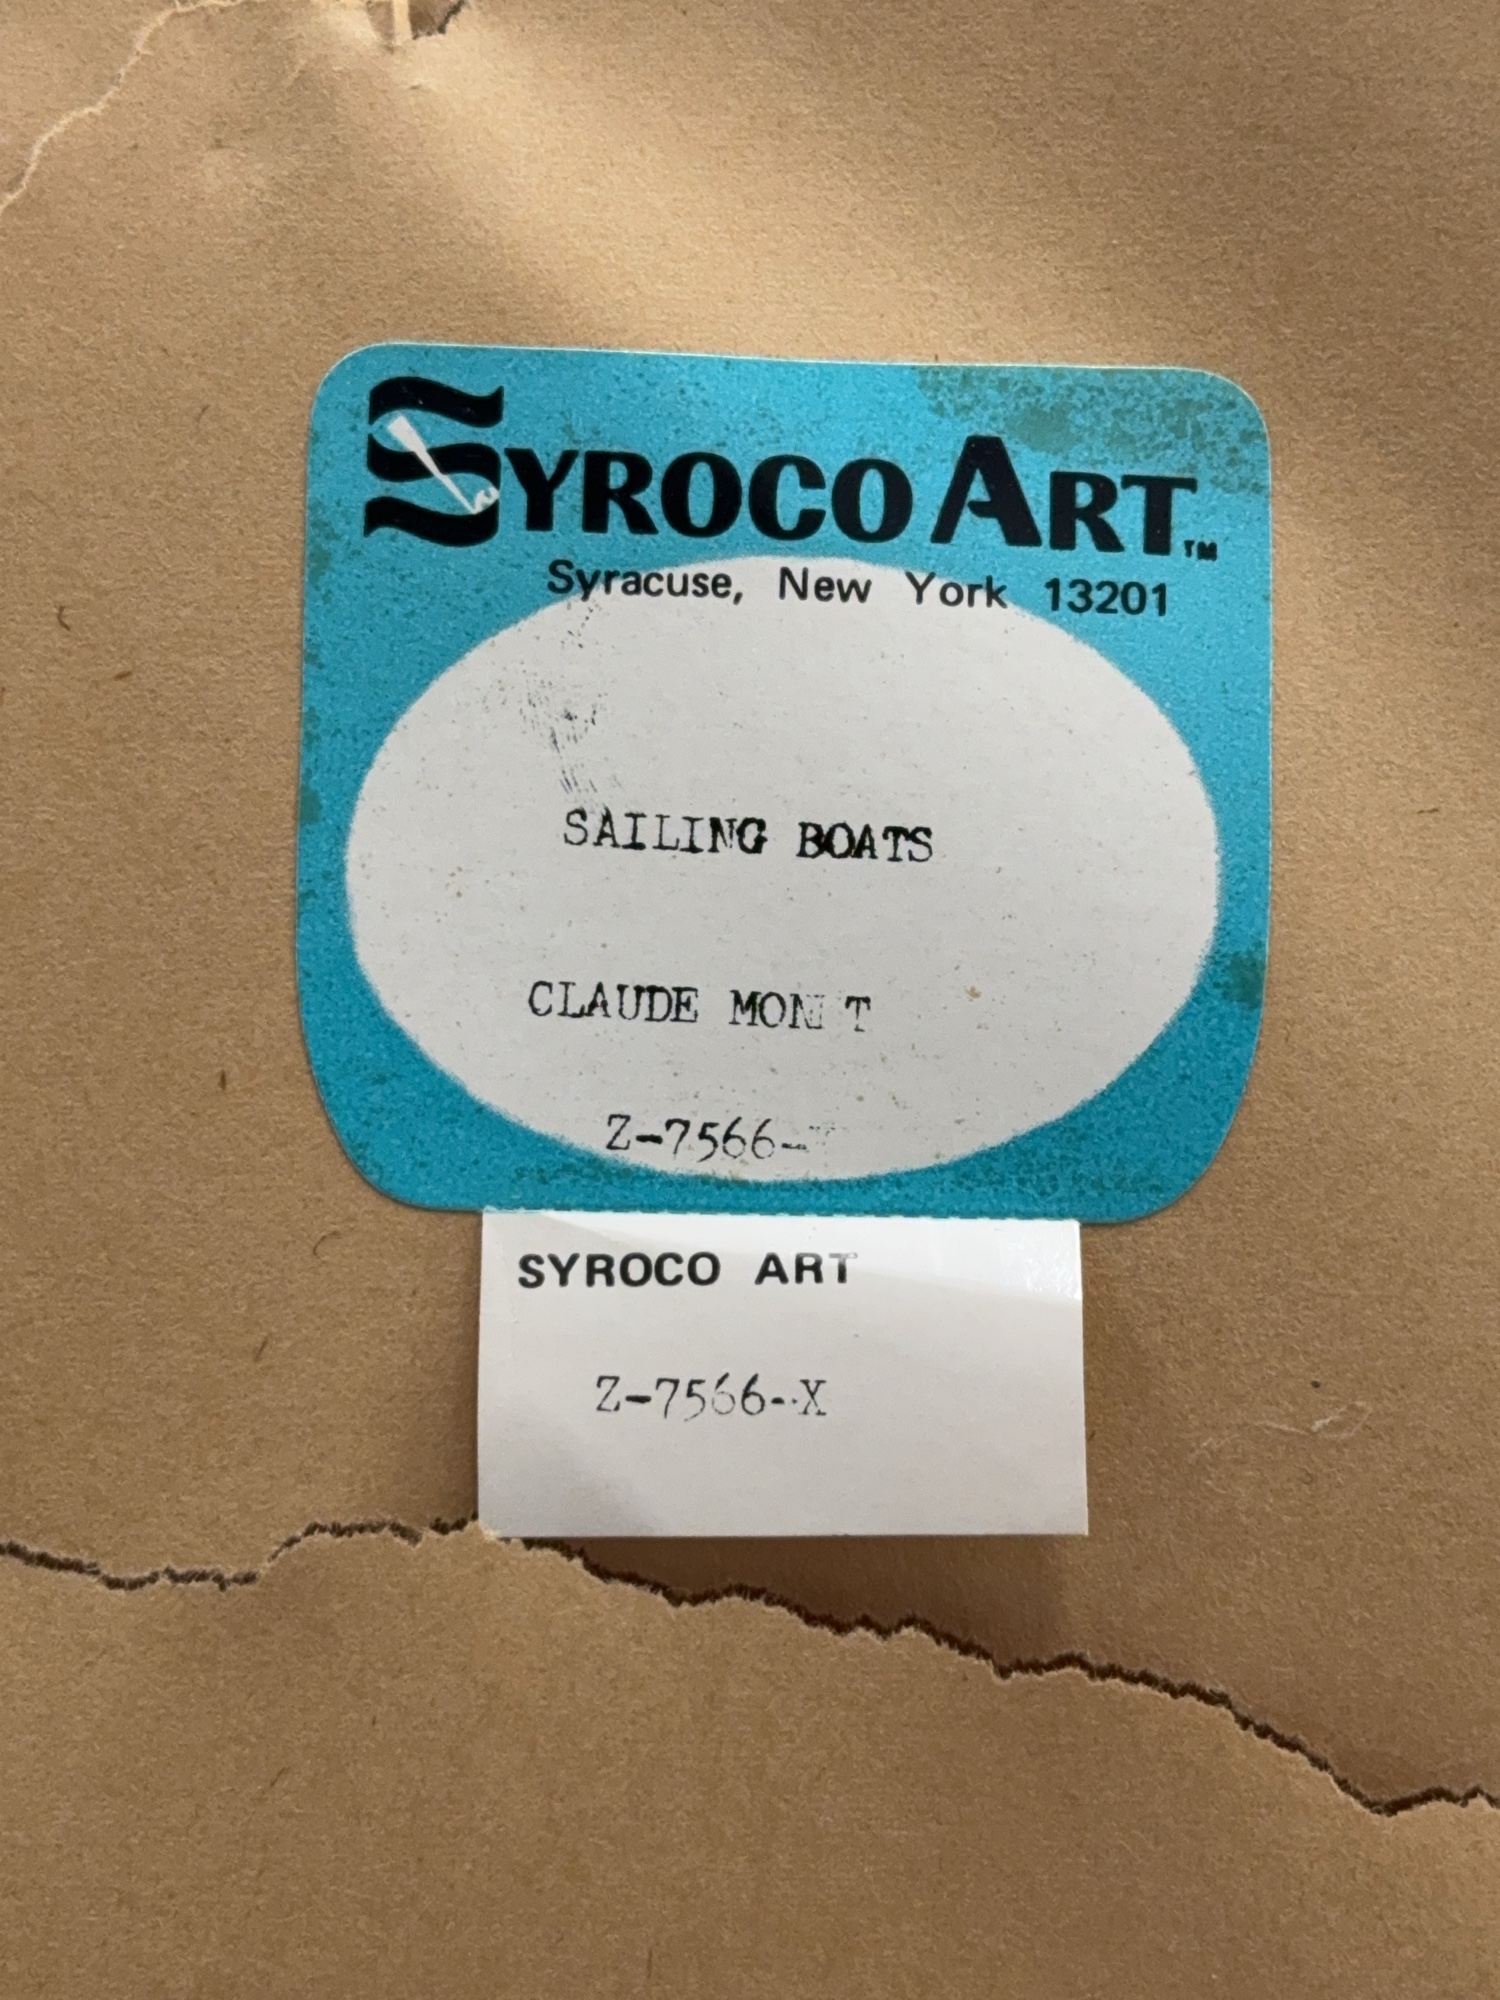 SYROCO ART™
Syracuse, New York 13201
SAILING BOATS
CLAUDE MON T
Z-7566-
SYROCO ART
Z-7566-X